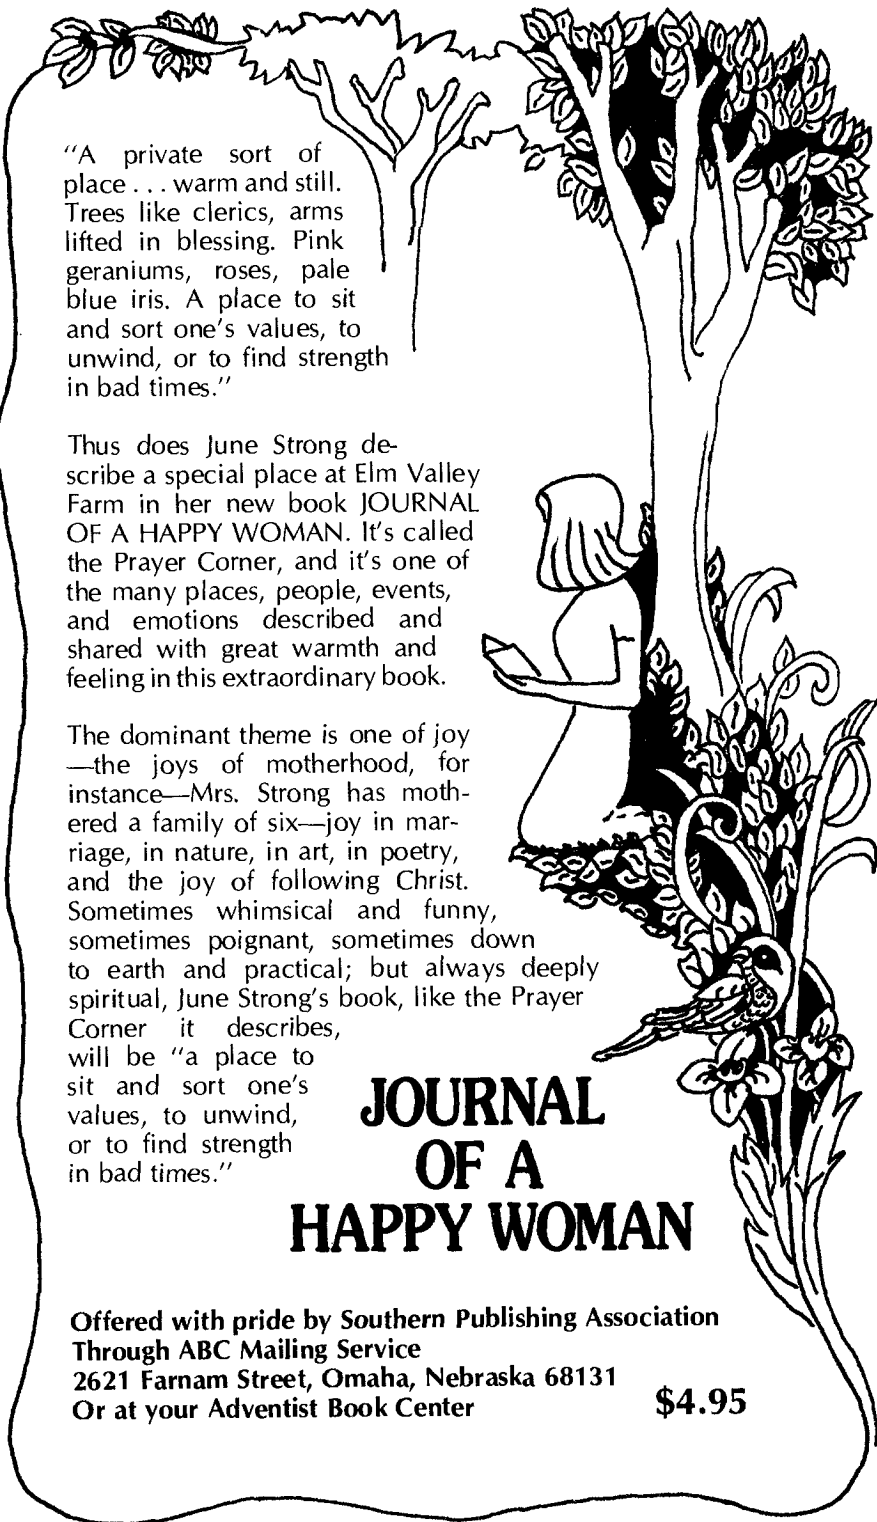 "A private sort of
place . . . warm and still.
Trees like clerics, arms
lifted in blessing. Pink
geraniums, roses, pale
blue iris. A place to sit
and sort one's values, to
unwind, or to find strength
in bad times."
Thus does June Strong de-
scribe a special place at Elm Valley
Farm in her new book JOURNAL
OF A HAPPY WOMAN. It's called
the Prayer Corner, and it's one of
the many places, people, events,
and emotions described and
shared with great warmth and
feeling in this extraordinary book.
The dominant theme is one of joy
—the joys of motherhood, for
instance—Mrs. Strong has moth-
ered a family of six—joy in mar-
riage, in nature, in art, in poetry,
and the joy of following Christ.
Sometimes whimsical and funny,
sometimes poignant, sometimes down
to earth and practical; but always deeply
spiritual, June Strong's book, like the Prayer
Corner it describes,
will be "a place to
sit and sort one's
values, to unwind,
or to find strength
in bad times."
JOURNAL
OF A
HAPPY WOMAN
Offered with pride by Southern Publishing Association
Through ABC Mailing Service
2621 Farnam Street, Omaha, Nebraska 68131
Or at your Adventist Book Center
$4.95